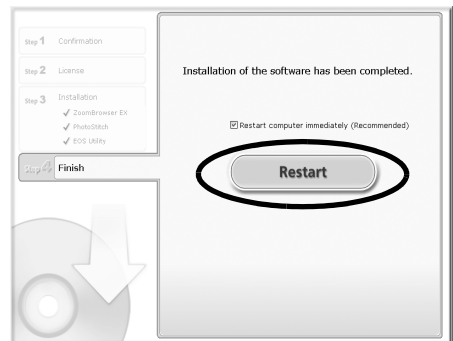 Step 1 Confirmation
Step 2 License
Step 3 Installation
ZoomBrowser EX
PhotoStitch
EOS Utility
Step 4 Finish
Installation of the software has been completed.
Restart computer immediately (Recommended)
Restart